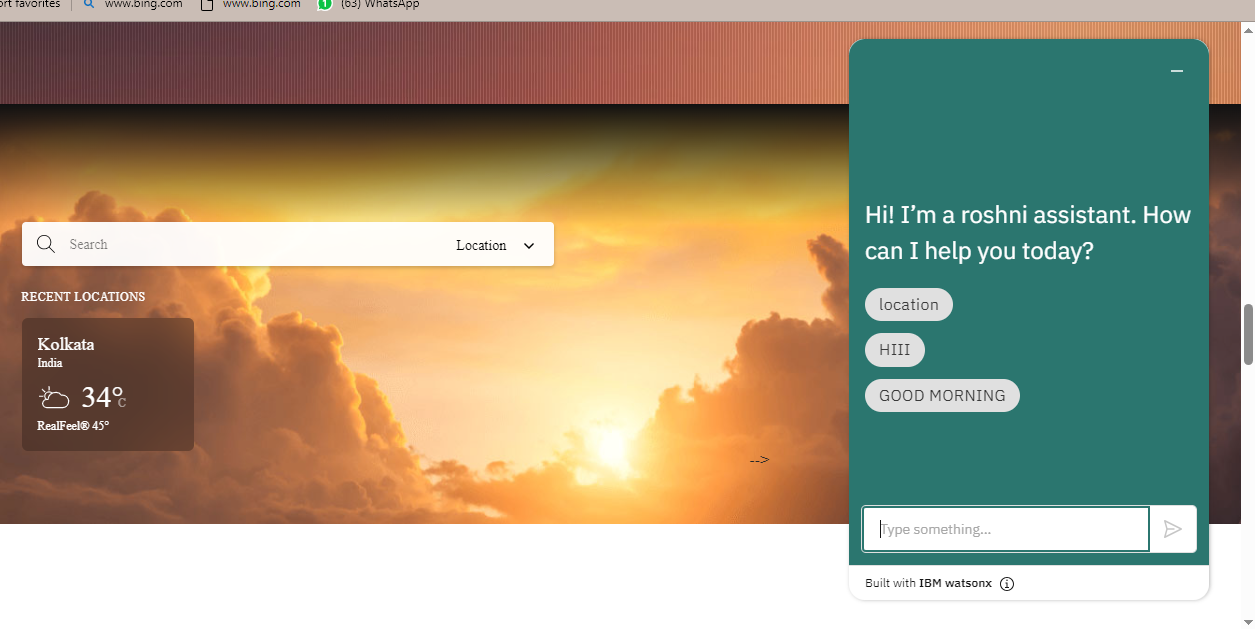 ort favorites
www.bing.com
www.bing.com
1
(63) WhatsApp
Search
Location
RECENT LOCATIONS
Kolkata
India
34°C
RealFeel® 45°
-->
Hi! I’m a roshni assistant. How
can I help you today?
location
HIII
GOOD MORNING
Type something...
Built with IBM watsonx